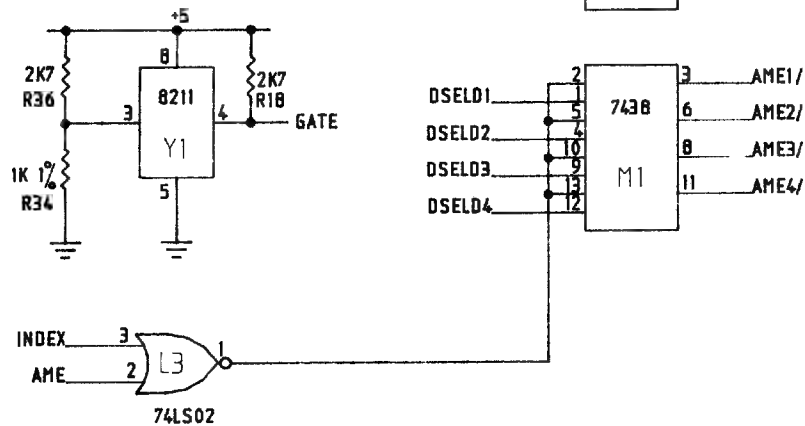 +5
8
2K7
R36
3
8211
Y1
4
2K7
R18
GATE
1K 1%
R34
5
DSELD1
DSELD2
DSELD3
DSELD4
2
1
5
4
10
9
13
12
7438
M1
3
AME1/
6
AME2/
8
AME3/
11
AME4/
INDEX
3
AME
2
L3
1
74LS02